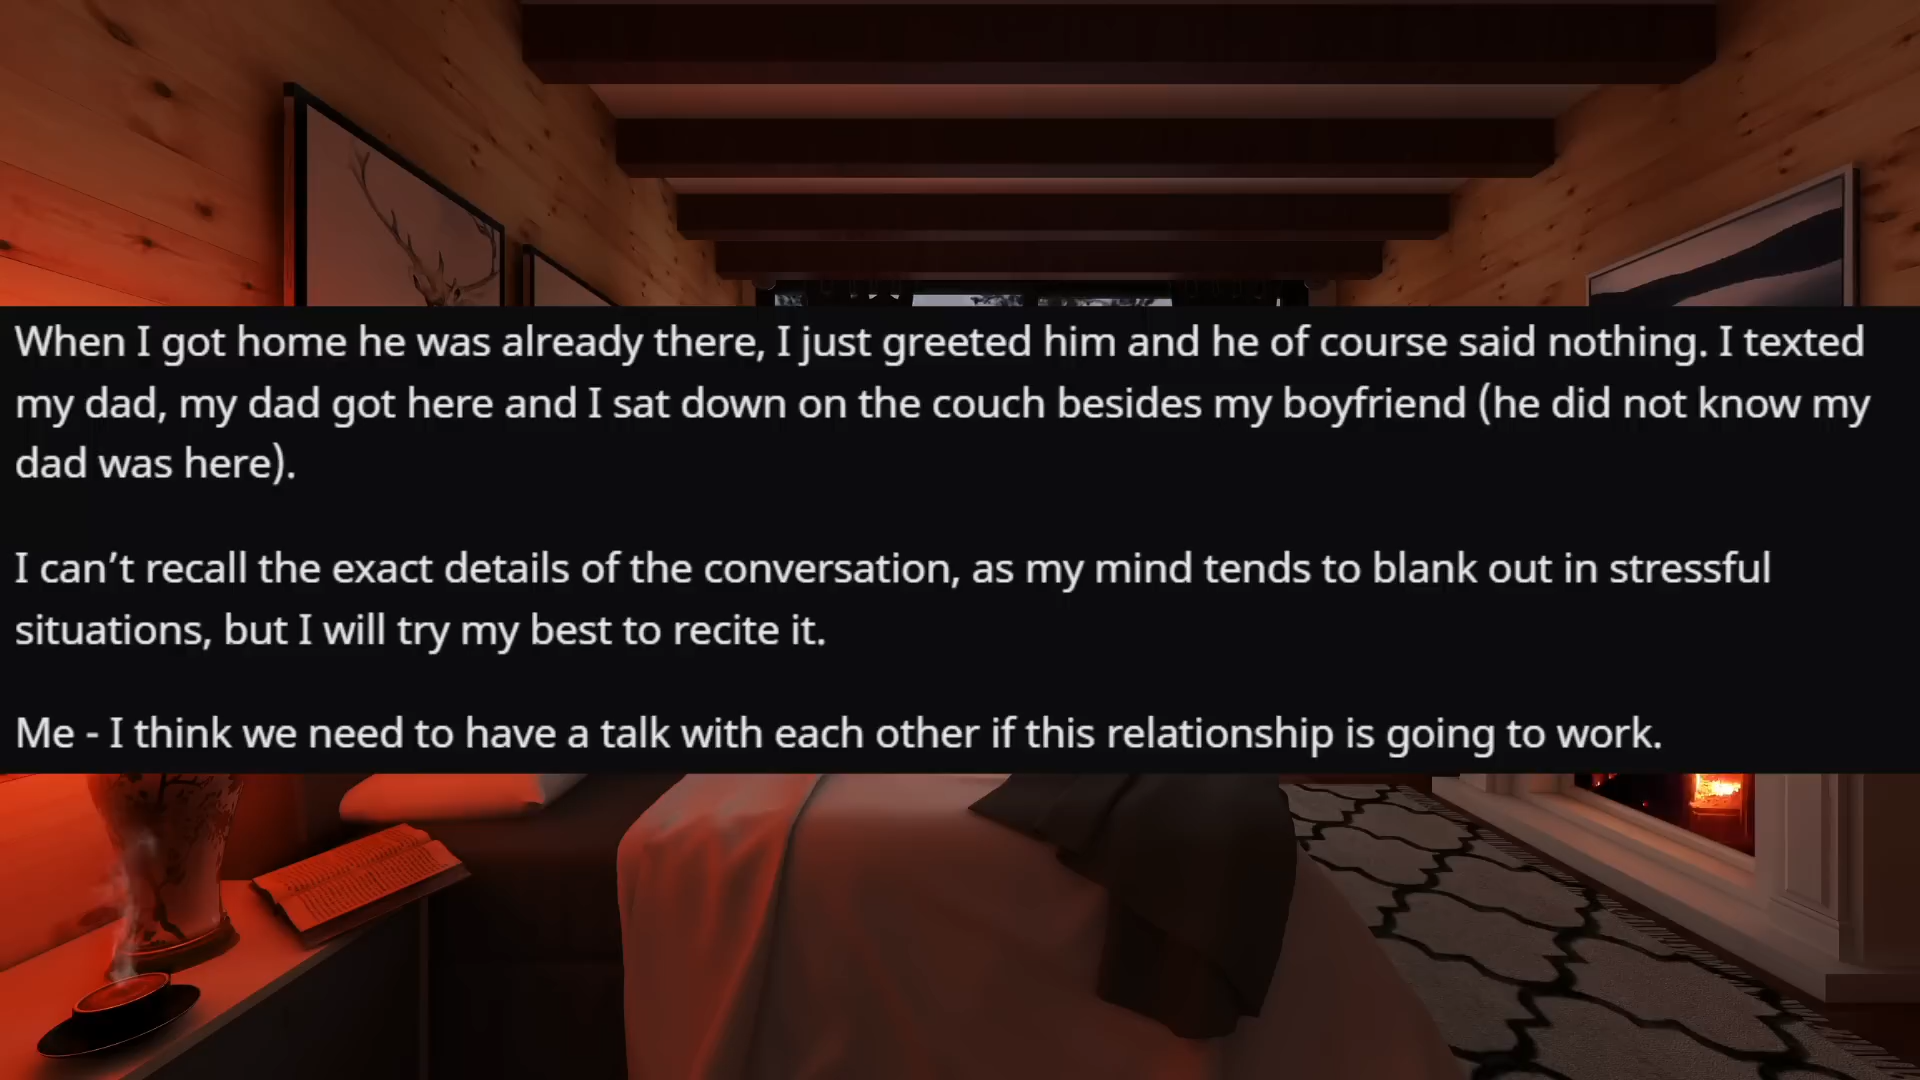 When I got home he was already there, I just greeted him and he of course said nothing. I texted
my dad, my dad got here and I sat down on the couch besides my boyfriend (he did not know my
dad was here).
I can’t recall the exact details of the conversation, as my mind tends to blank out in stressful
situations, but I will try my best to recite it.
Me - I think we need to have a talk with each other if this relationship is going to work.